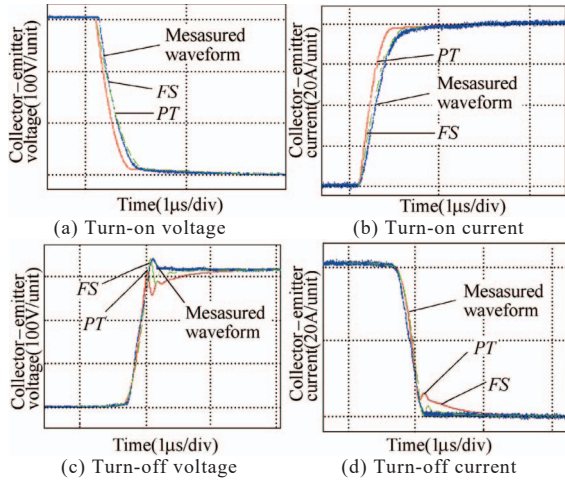 Collector–emitter
voltage(100V/unit)
Mesasured
waveform
FS
PT
Time(1μs/div)
(a) Turn-on voltage
Collector–emitter
current(20A/unit)
PT
Mesasured
waveform
FS
Time(1μs/div)
(b) Turn-on current
Collector–emitter
voltage(100V/unit)
FS
PT
Mesasured
waveform
Time(1μs/div)
(c) Turn-off voltage
Collector–emitter
current(20A/unit)
Mesasured
waveform
PT
FS
Time(1μs/div)
(d) Turn-off current